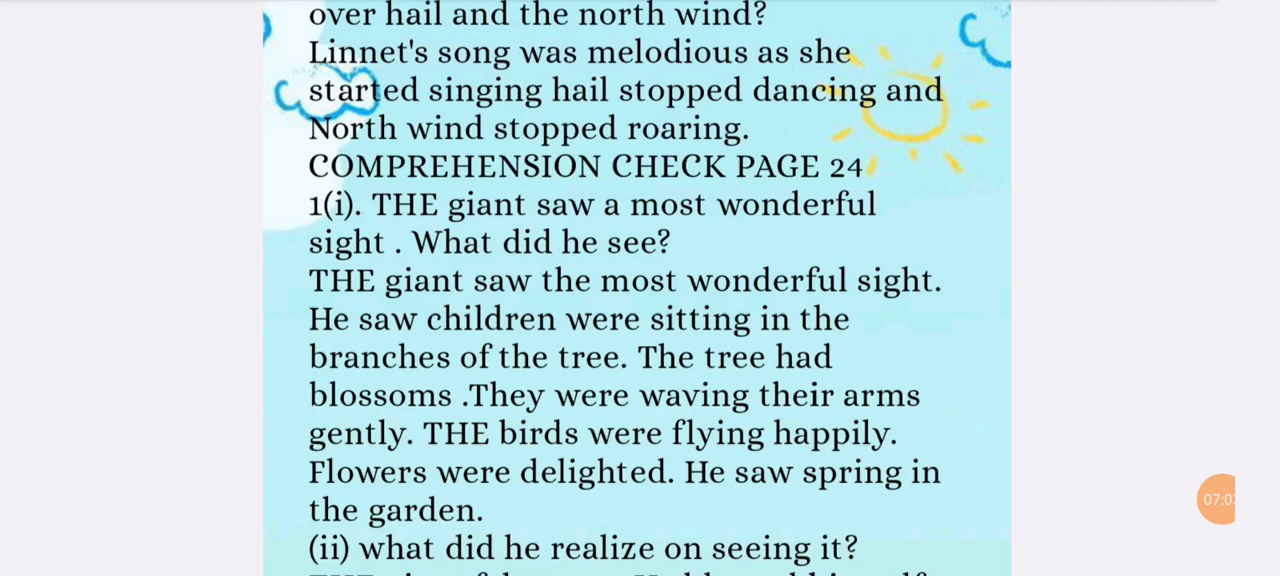 over hail and the north wind?
Linnet's song was melodious as she
started singing hail stopped dancing and
North wind stopped roaring.
COMPREHENSION CHECK PAGE 24
1(i). THE giant saw a most wonderful
sight . What did he see?
THE giant saw the most wonderful sight.
He saw children were sitting in the
branches of the tree. The tree had
blossoms .They were waving their arms
gently. THE birds were flying happily.
Flowers were delighted. He saw spring in
the garden.
(ii) what did he realize on seeing it?